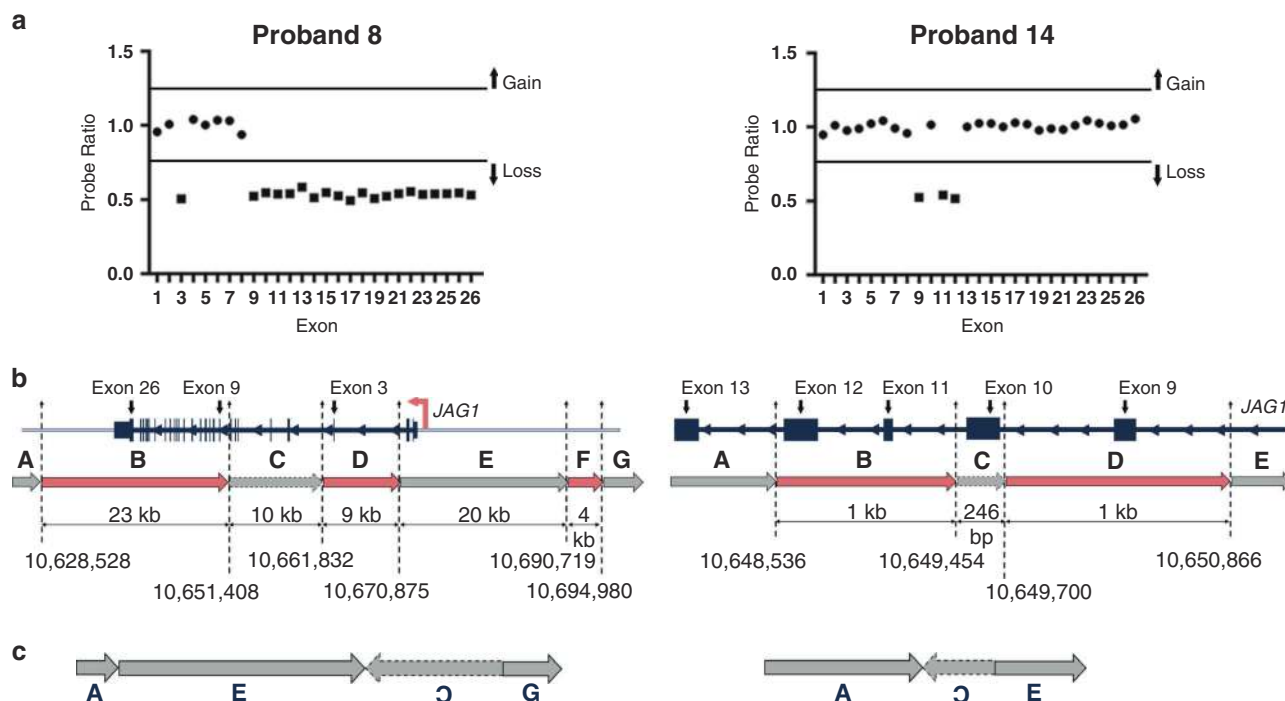 a
Proband 8
1.5
1.0
0.5
0.0
Probe Ratio
Gain
Loss
1 3 5 7 9 11 13 15 17 19 21 23 25 26
Exon
Proband 14
1.5
1.0
0.5
0.0
Probe Ratio
Gain
Loss
1 3 5 7 9 11 13 15 17 19 21 23 25 26
Exon
b
Exon 26 Exon 9 Exon 3 JAG1
A B C D E F G
23 kb 10 kb 9 kb 20 kb 4
kb
10,628,528 10,661,832 10,690,719
10,651,408 10,670,875 10,694,980
Exon 13 Exon 12 Exon 11 Exon 10 Exon 9 JAG1
A B C D E
1 kb 246 1 kb
bp
10,648,536 10,649,454 10,650,866
10,649,700
c
A E C G
A C E